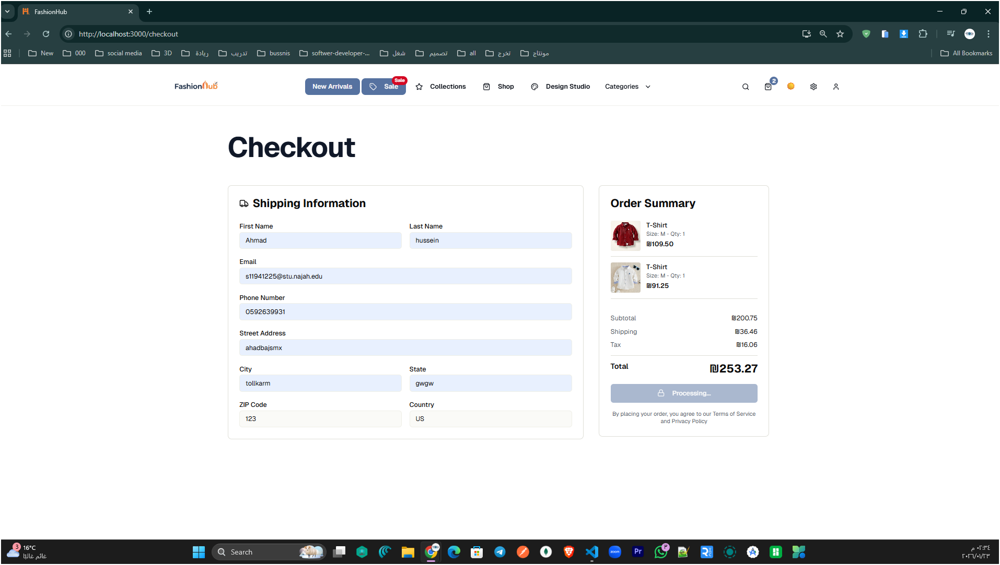 FashionHub
http://localhost:3000/checkout
New
000
social media
3D
ريادة
تدريب
bussnis
softwer-developer-...
شغل
تصميم
all
تخرج
مونتاج
All Bookmarks
FashionHub
New Arrivals
Sale
Sale
Collections
Shop
Design Studio
Categories
2
Checkout
Shipping Information
First Name
Last Name
Ahmad
hussein
Email
s11941225@stu.najah.edu
Phone Number
0592639931
Street Address
ahadbajsmx
City
State
tollkarm
gwgw
ZIP Code
Country
123
US
Order Summary
T-Shirt
Size: M - Qty: 1
₪109.50
T-Shirt
Size: M - Qty: 1
₪91.25
Subtotal
₪200.75
Shipping
₪36.46
Tax
₪16.06
Total
₪253.27
Processing...
By placing your order, you agree to our Terms of Service
and Privacy Policy
3
16°C
غائم غالبًا
Search
zoom
Pr
٣
٠٢:٣٤ م
٢٠٢٦/٠١/٢٣